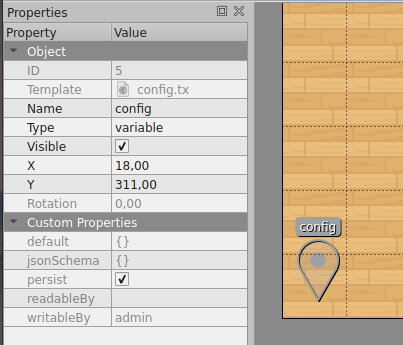 Properties
Property Value
Object
ID 5
Template config.tx
Name config
Type variable
Visible
X 18,00
Y 311,00
Rotation 0,00
Custom Properties
default {}
jsonSchema {}
persist
readableBy
writableBy admin
config